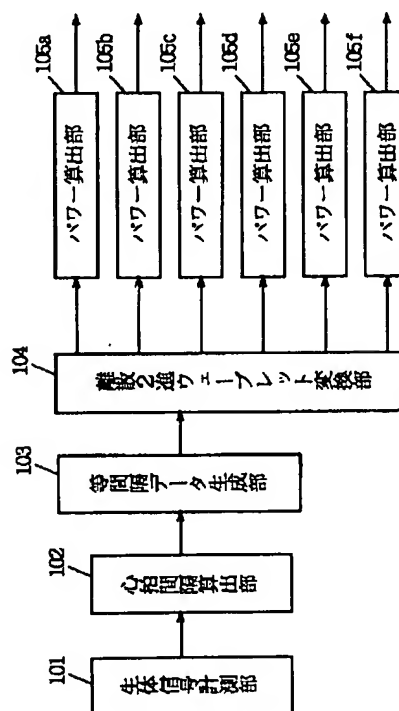 101
生体信号計測部
102
心拍間隔算出部
103
等間隔データ生成部
104
離散2進ウェーブレット変換部
105a
パワー算出部
105b
パワー算出部
105c
パワー算出部
105d
パワー算出部
105e
パワー算出部
105f
パワー算出部